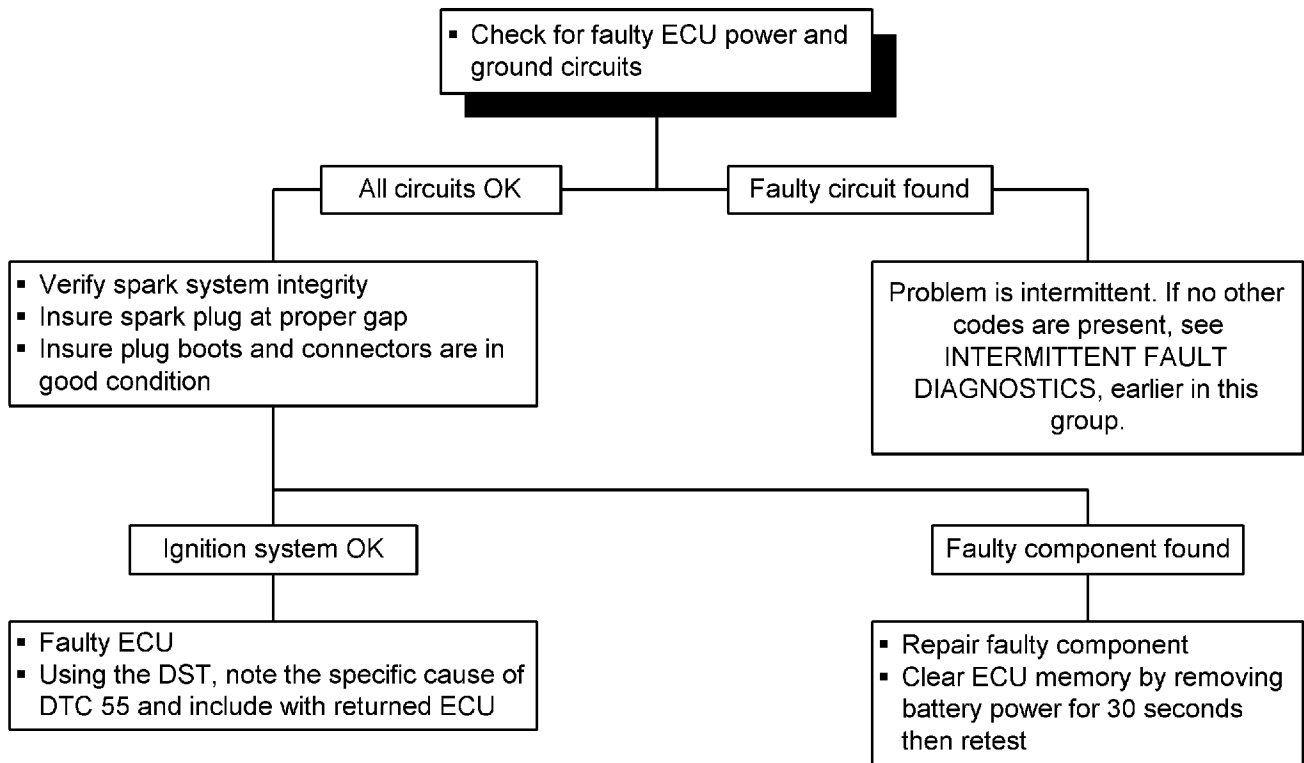 ▪ Check for faulty ECU power and
ground circuits
All circuits OK
Faulty circuit found
▪ Verify spark system integrity
▪ Insure spark plug at proper gap
▪ Insure plug boots and connectors are in
good condition
Problem is intermittent. If no other
codes are present, see
INTERMITTENT FAULT
DIAGNOSTICS, earlier in this
group.
Ignition system OK
Faulty component found
▪ Faulty ECU
▪ Using the DST, note the specific cause of
DTC 55 and include with returned ECU
▪ Repair faulty component
▪ Clear ECU memory by removing
battery power for 30 seconds
then retest